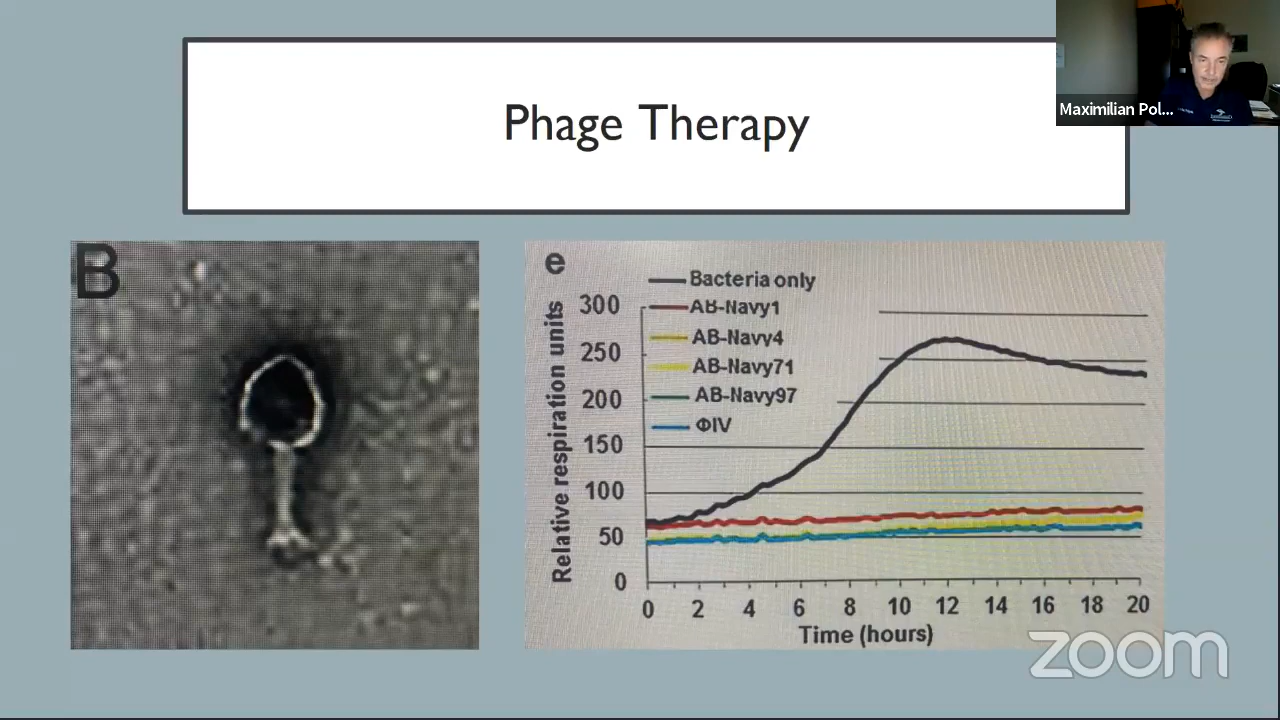 Phage Therapy
Maximilian Pol...
B
e
Relative respiration units
Bacteria only
AB-Navy1
AB-Navy4
AB-Navy71
AB-Navy97
ΦIV
300
250
200
150
100
50
0
0 2 4 6 8 10 12 14 16 18 20
Time (hours)
zoom